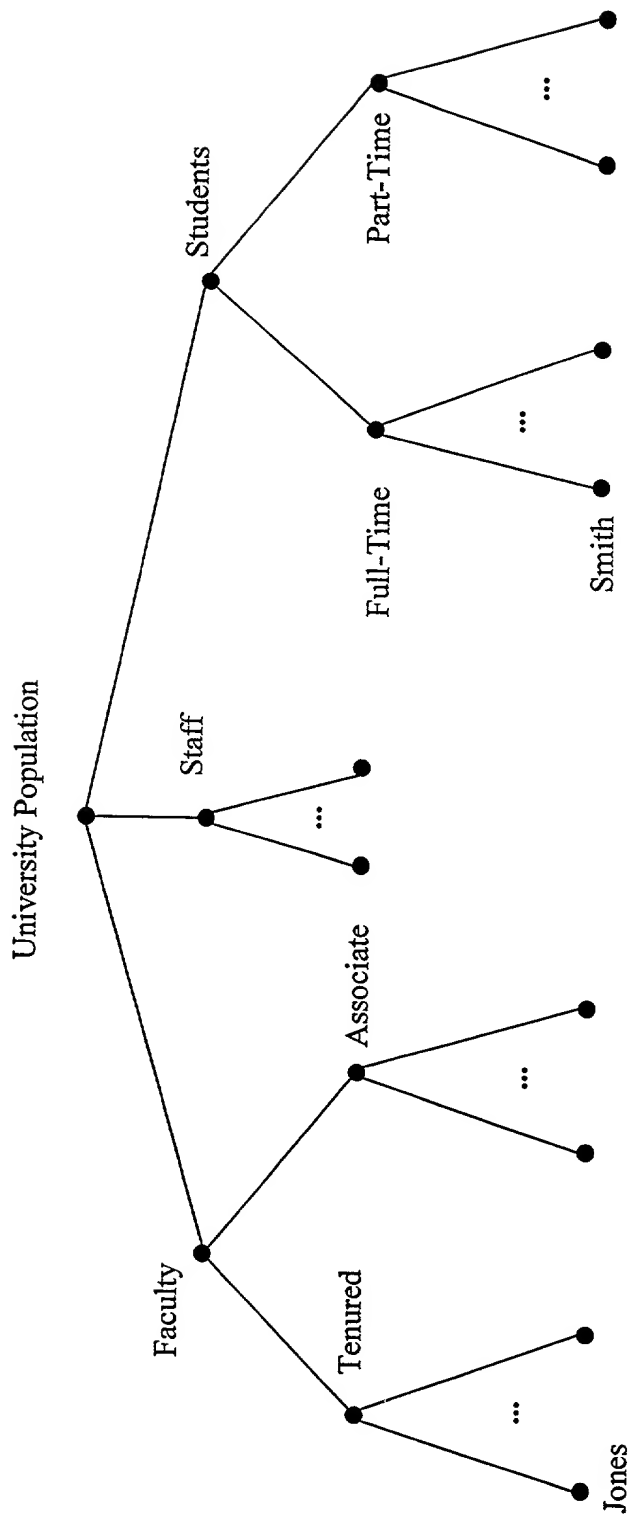 University Population
Faculty
Staff
Students
Tenured
Associate
Full-Time
Part-Time
...
...
...
...
...
Jones
Smith